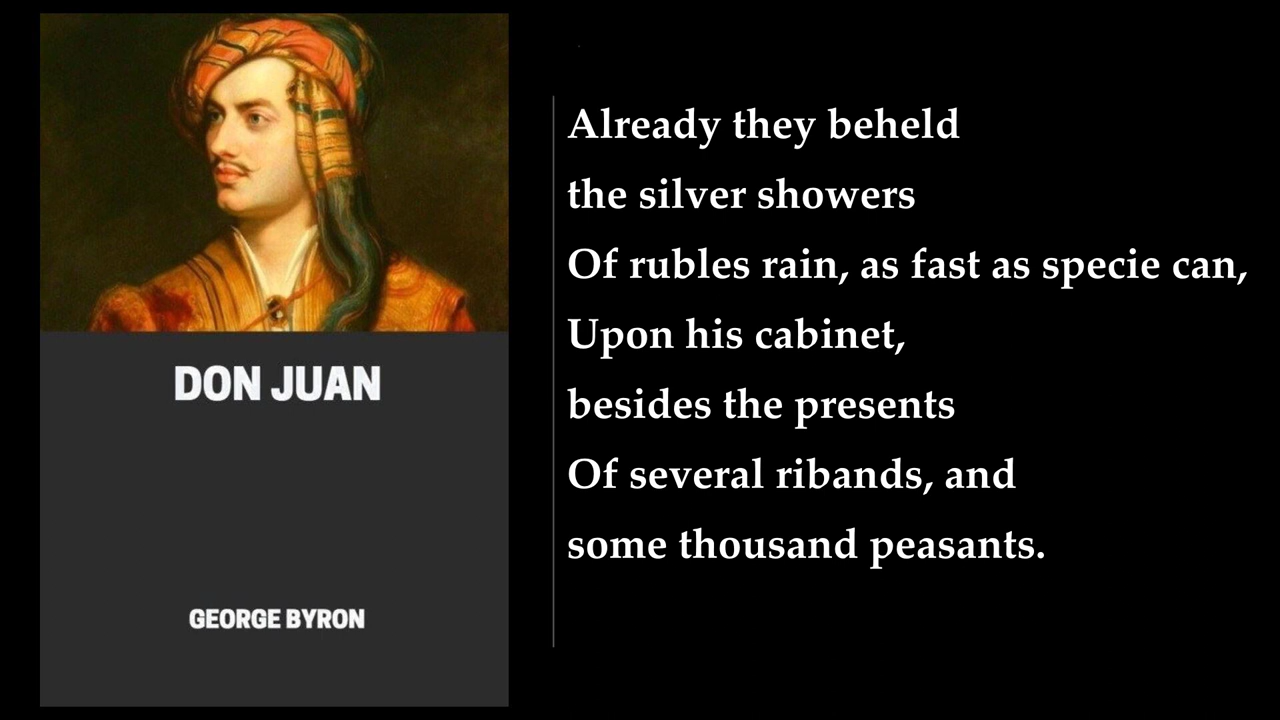 DON JUAN
GEORGE BYRON
Already they beheld
the silver showers
Of rubles rain, as fast as specie can,
Upon his cabinet,
besides the presents
Of several ribands, and
some thousand peasants.